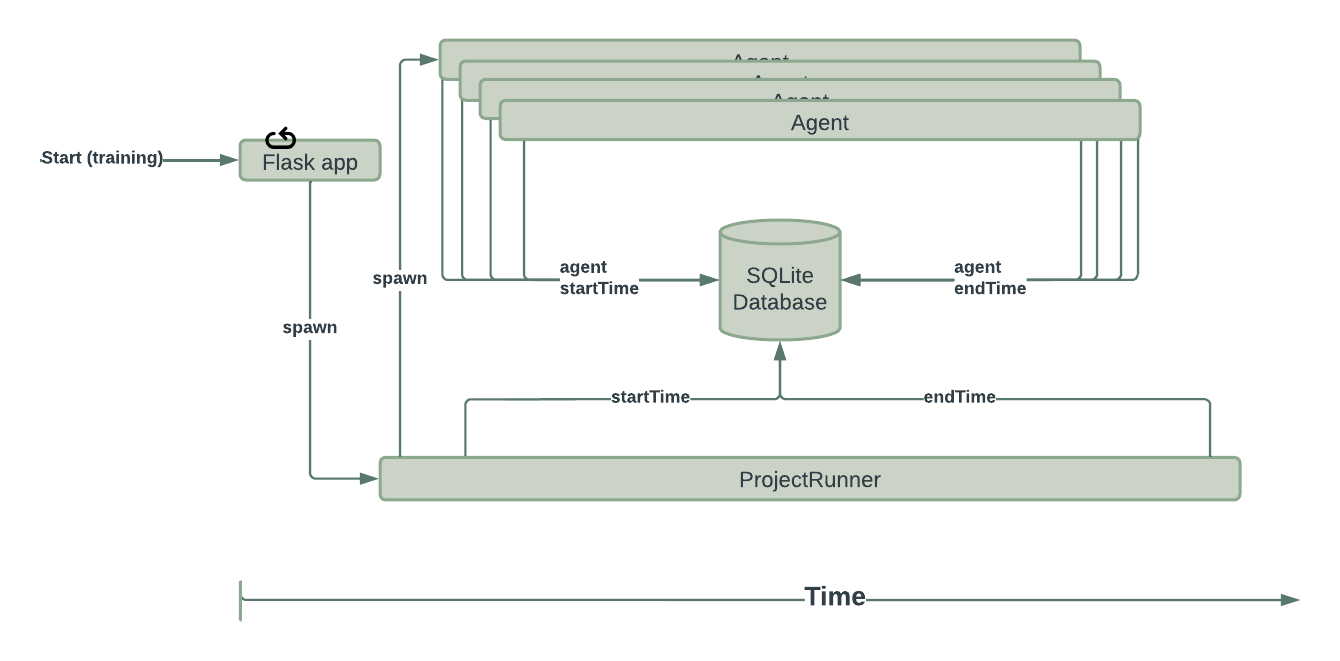 Agent
Agent
Agent
Agent
Start (training)
Flask app
spawn
agent
startTime
SQLite
Database
agent
endTime
spawn
startTime
endTime
ProjectRunner
Time